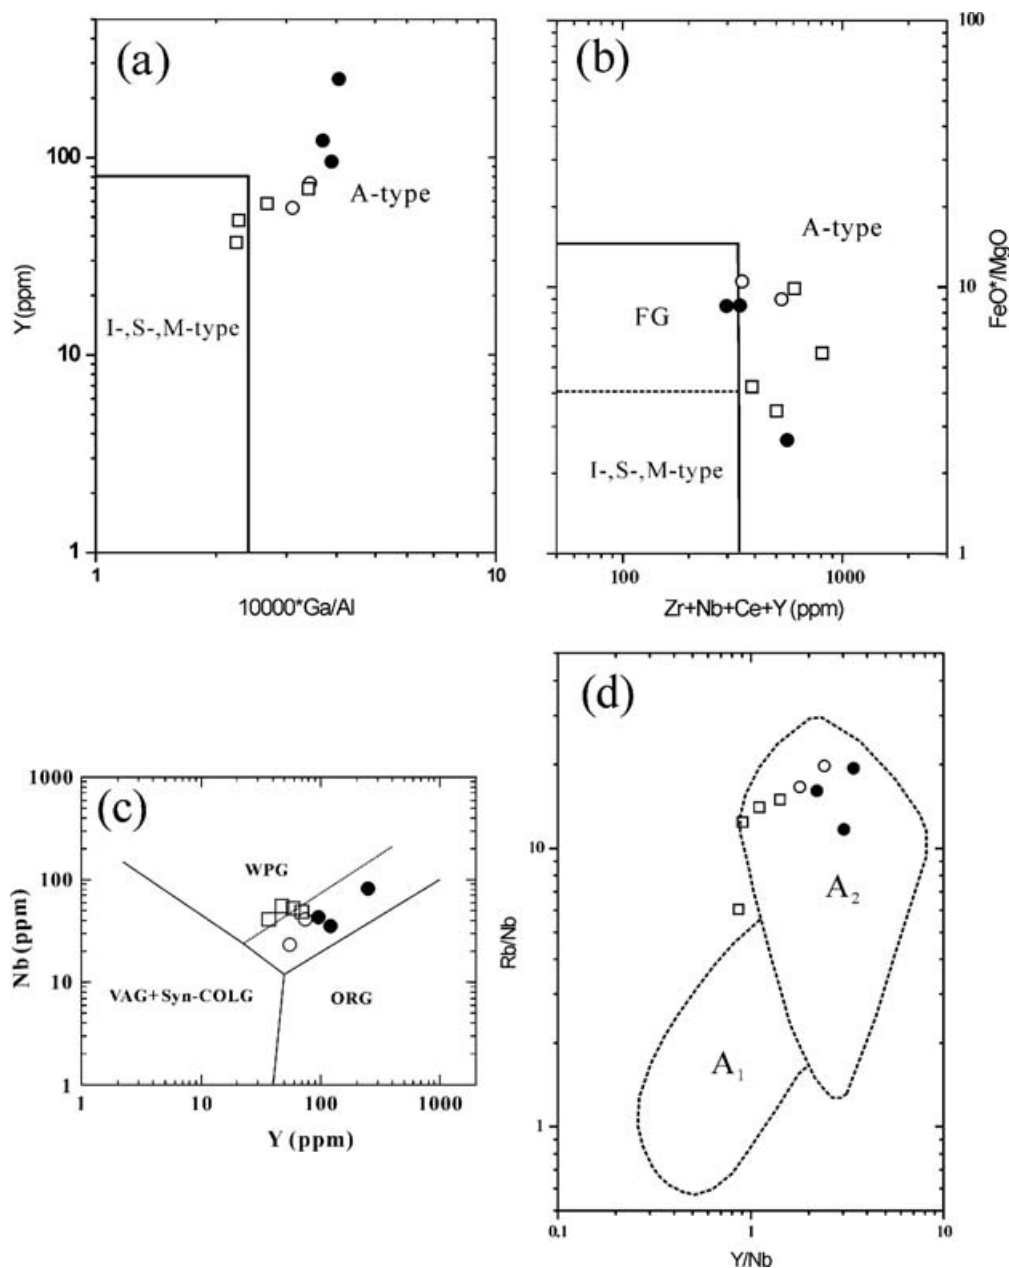 (a)
100
10
1
Y(ppm)
A-type
I-,S-,M-type
1
10
10000*Ga/Al
(b)
100
10
1
FeO*/MgO
A-type
FG
I-,S-,M-type
100
1000
Zr+Nb+Ce+Y (ppm)
(c)
1000
100
10
1
Nb (ppm)
WPG
VAG+Syn-COLG
ORG
1
10
100
1000
Y (ppm)
(d)
10
1
Rb/Nb
A2
A1
0.1
1
10
Y/Nb